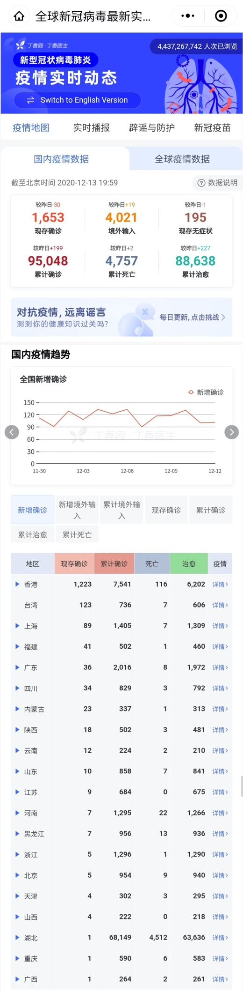 全球新冠病毒最新实...
丁香园·丁香医生
4,437,267,742 人次已浏览
新型冠状病毒肺炎
疫情实时动态
Switch to English Version
疫情地图 实时播报 辟谣与防护 新冠疫苗
国内疫情数据 全球疫情数据
截至北京时间 2020-12-13 19:59 ? 数据说明
较昨日-30 较昨日+19 较昨日-1
1,653 4,021 195
现存确诊 境外输入 现存无症状
较昨日+199 较昨日+2 较昨日+227
95,048 4,757 88,638
累计确诊 累计死亡 累计治愈
对抗疫情，远离谣言
测测你的健康知识过关吗？
每日更新，点击挑战
国内疫情趋势
全国新增确诊
新增确诊
150
120
90
丁香园·丁香医生
60
30
0
11-30 12-03 12-06 12-09 12-12
新增确诊 新增境外输入 累计境外输入 现存确诊 累计确诊
累计治愈 累计死亡
地区 现存确诊 累计确诊 死亡 治愈 疫情
香港 1,223 7,541 116 6,202 详情
台湾 123 736 7 606 详情
上海 89 1,405 7 1,309 详情
福建 41 502 1 460 详情
广东 36 2,016 8 1,972 详情
四川 34 829 3 792 详情
内蒙古 23 337 1 313 详情
陕西 18 502 3 481 详情
云南 12 224 2 210 详情
山东 10 858 7 841 详情
江苏 9 684 0 675 详情
河南 7 1,295 22 1,266 详情
黑龙江 7 956 13 936 详情
浙江 5 1,296 1 1,290 详情
北京 5 954 9 940 详情
天津 4 302 3 295 详情
山西 4 222 0 218 详情
湖北 1 68,149 4,512 63,636 详情
重庆 1 590 6 583 详情
广西 1 264 2 261 详情